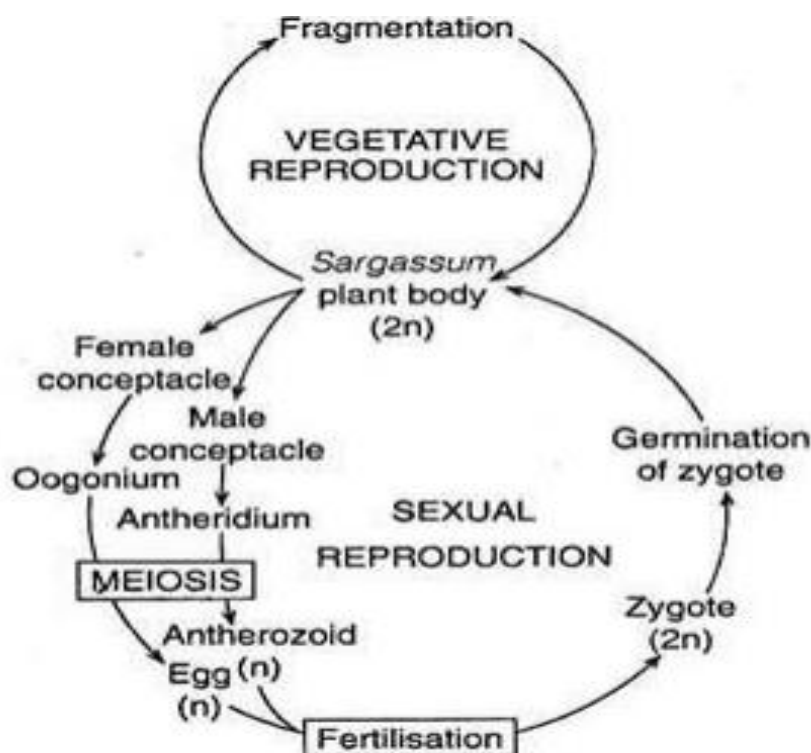 Fragmentation
VEGETATIVE
REPRODUCTION
Sargassum
plant body
(2n)
Female
conceptacle
Male
conceptacle
Oogonium
Antheridium
MEIOSIS
Antherozoid
(n)
Egg
(n)
Fertilisation
SEXUAL
REPRODUCTION
Zygote
(2n)
Germination
of zygote